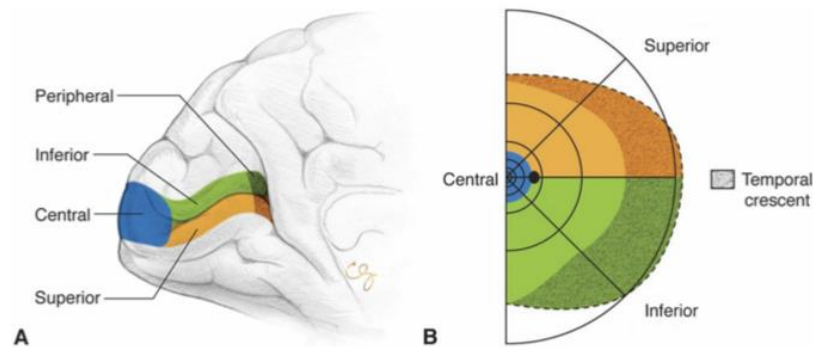 Peripheral
Inferior
Central
Superior
A
Superior
Central
Temporal
crescent
Inferior
B